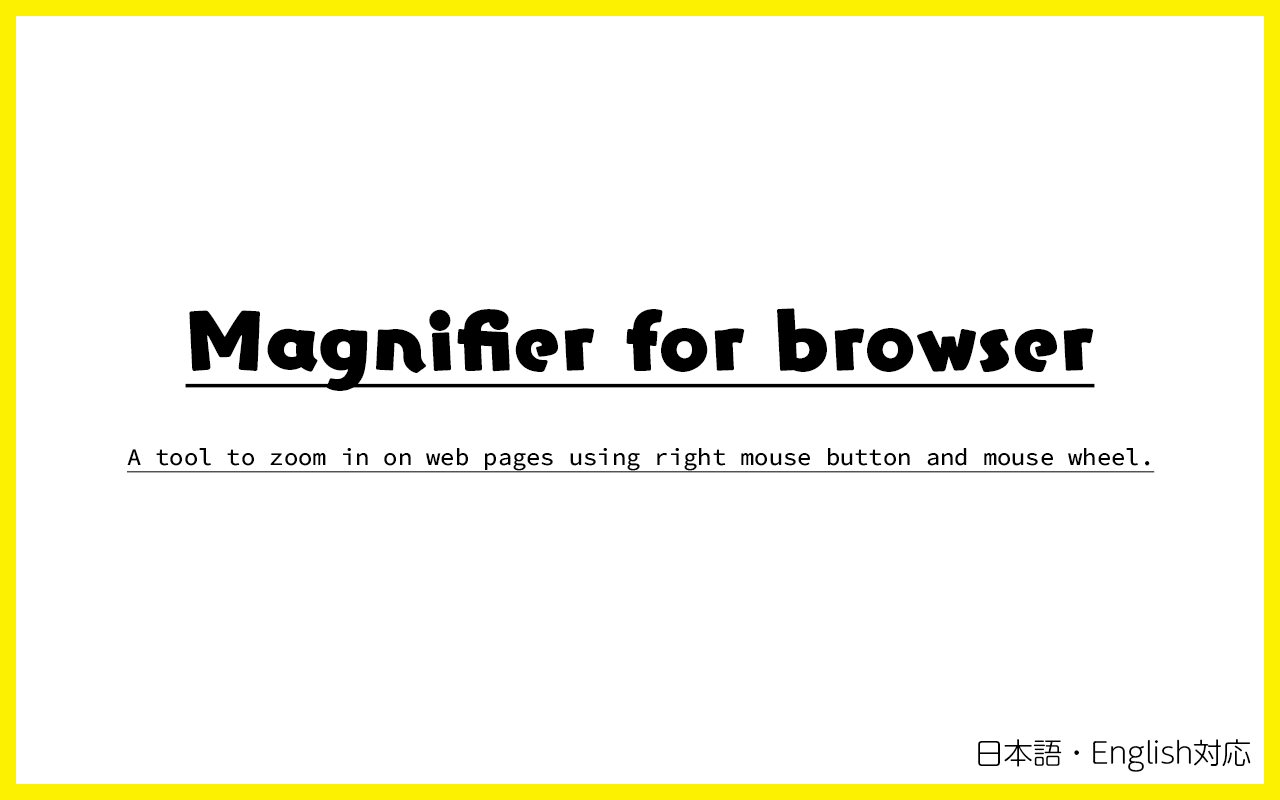 Magnifier for browser
A tool to zoom in on web pages using right mouse button and mouse wheel.
日本語・English対応